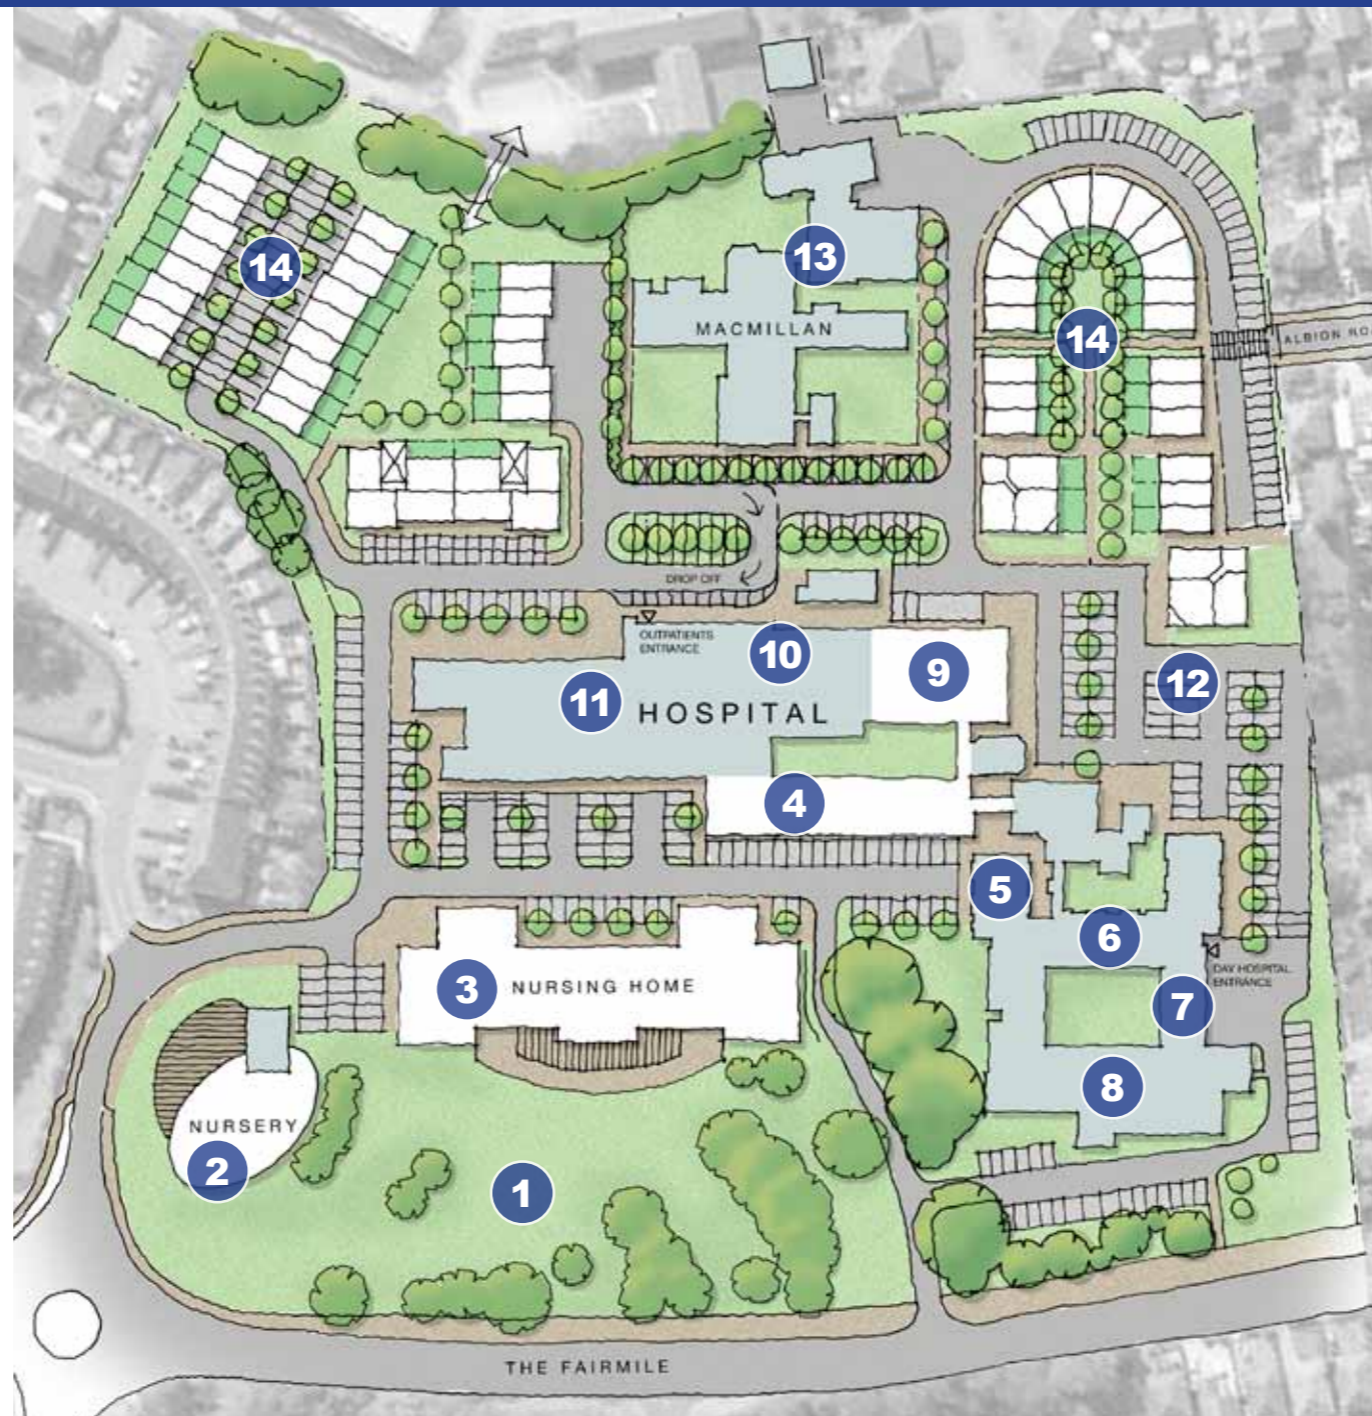 14
13
MACMILLAN
14
ALBION RO
DROP OFF
OUTPATIENTS
ENTRANCE
10
9
12
11
HOSPITAL
4
5
6
DAY HOSPITAL
ENTRANCE
3
NURSING HOME
7
8
NURSERY
2
1
THE FAIRMILE